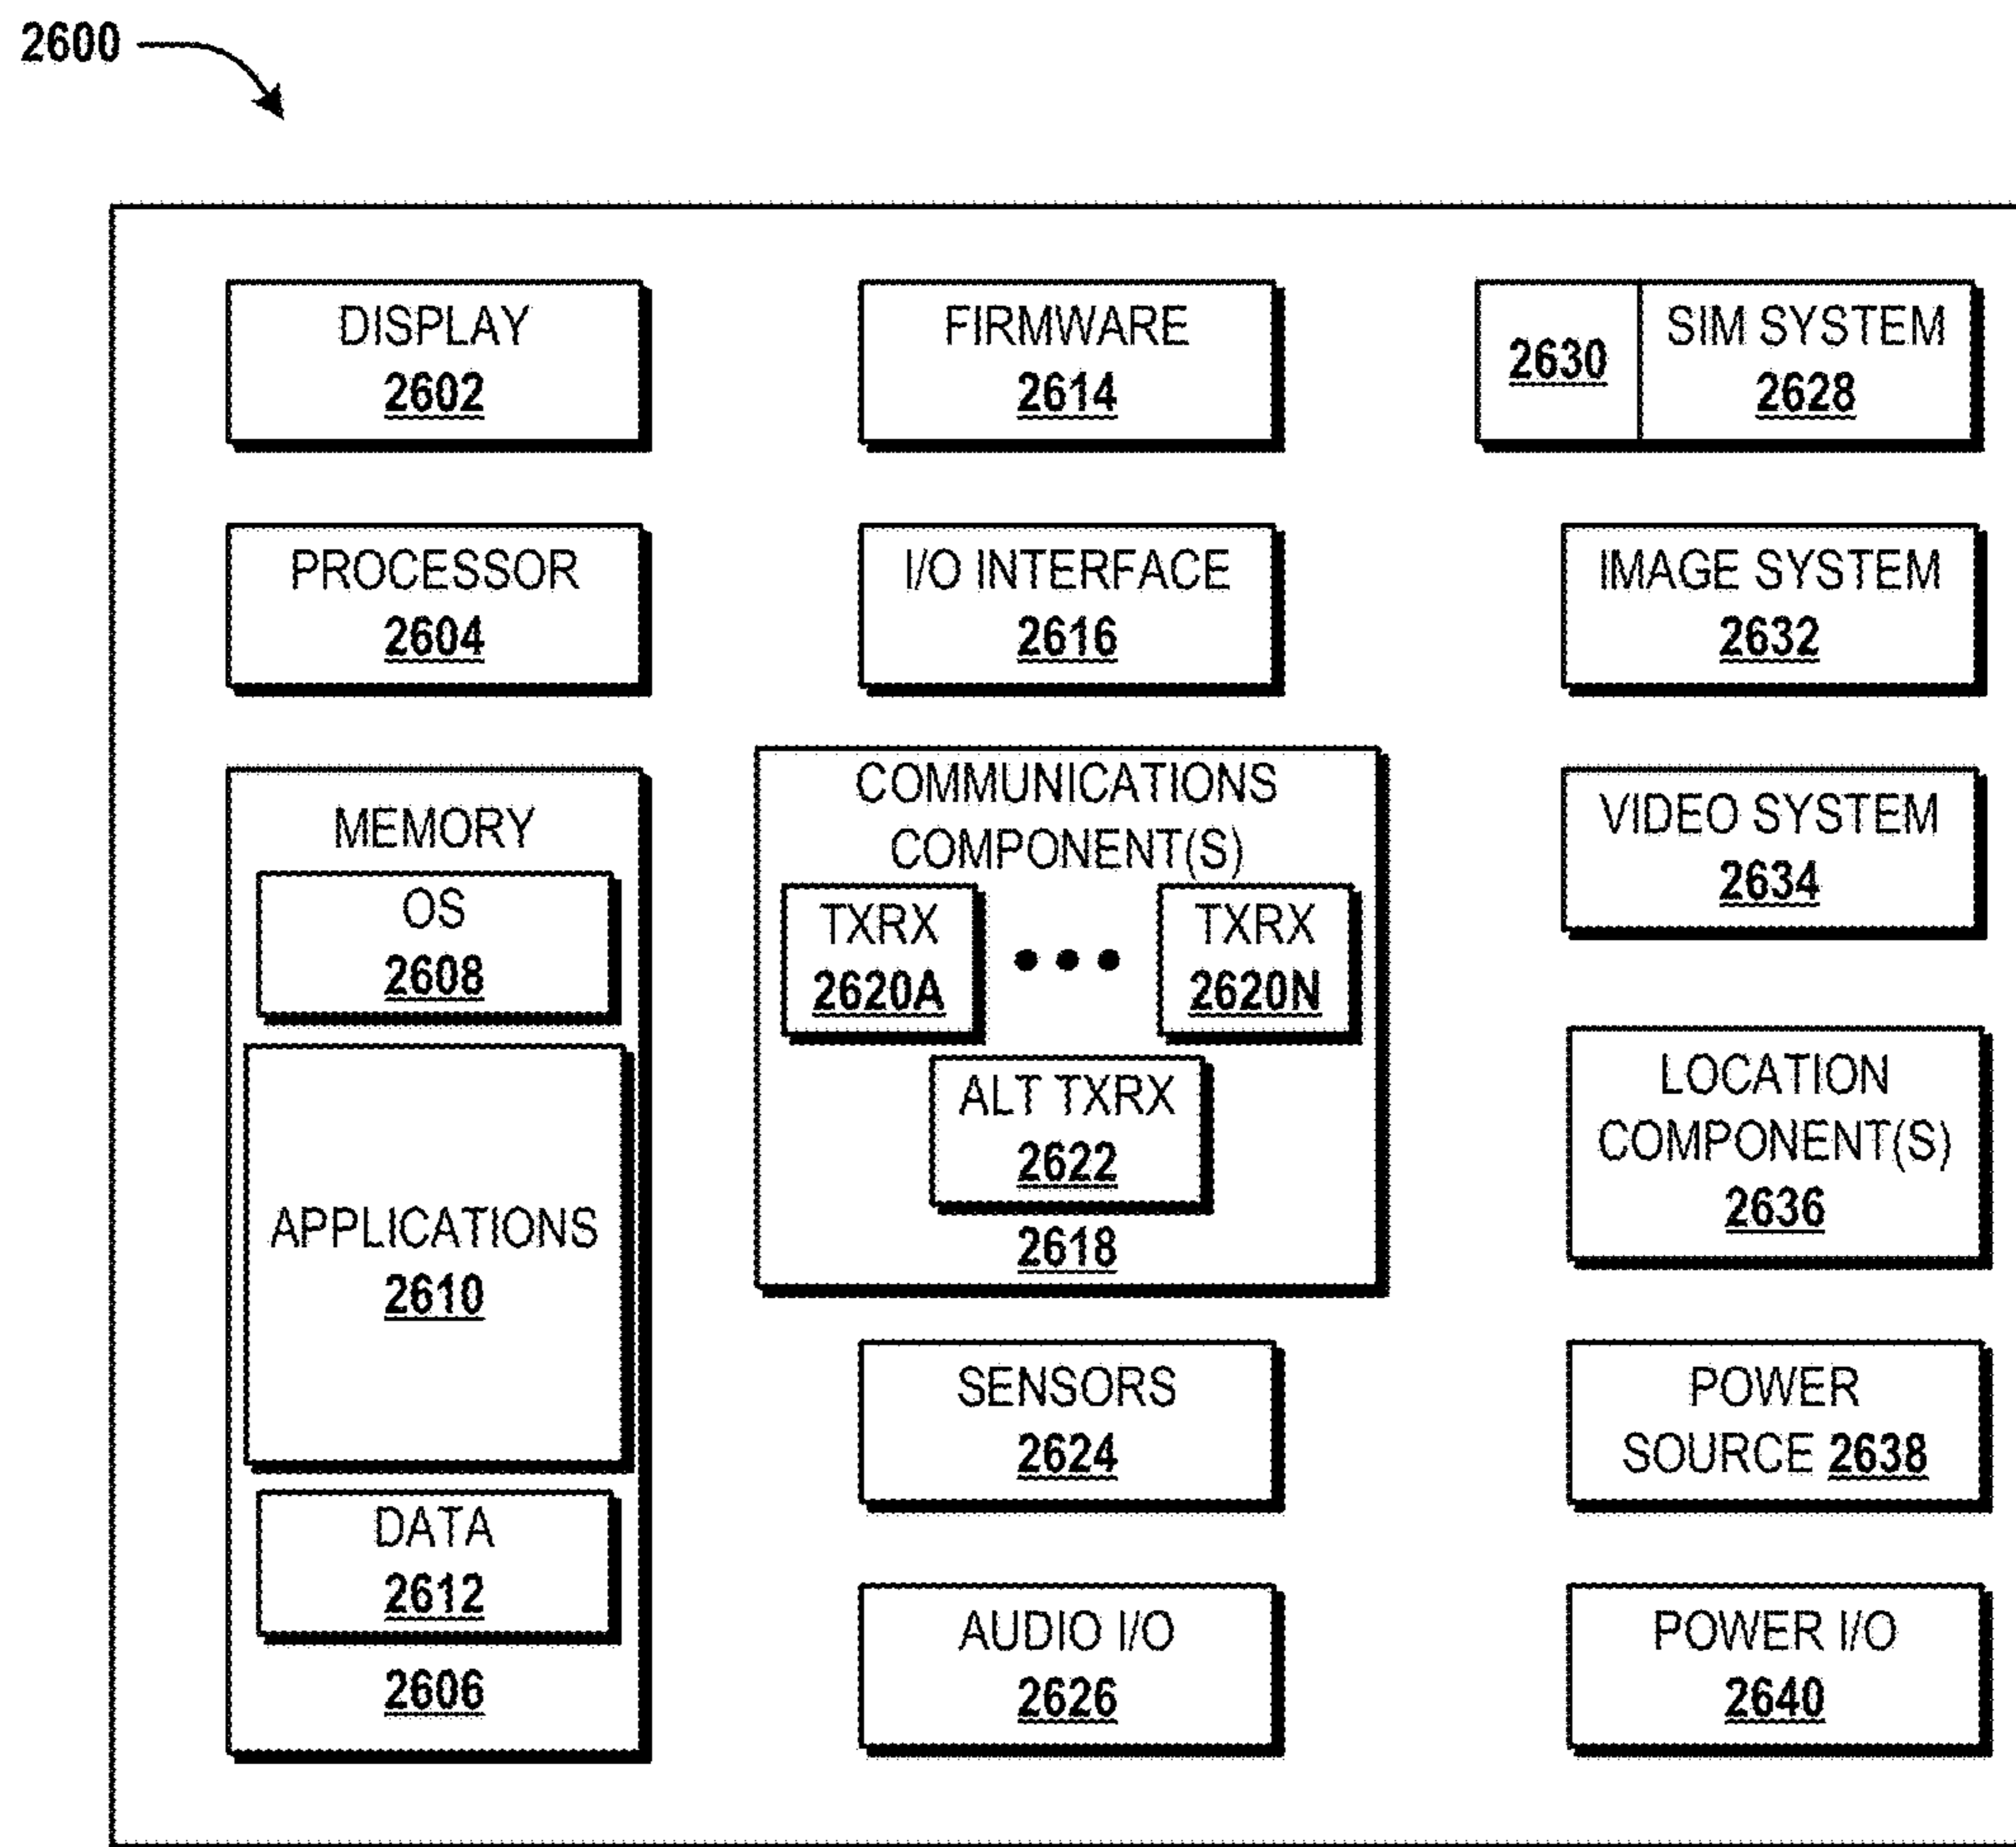 2600
DISPLAY
2602
PROCESSOR
2604
MEMORY
OS
2608
APPLICATIONS
2610
DATA
2612
2606
FIRMWARE
2614
I/O INTERFACE
2616
COMMUNICATIONS
COMPONENT(S)
TXRX
2620A
TXRX
2620N
ALT TXRX
2622
2618
SENSORS
2624
AUDIO I/O
2626
2630
SIM SYSTEM
2628
IMAGE SYSTEM
2632
VIDEO SYSTEM
2634
LOCATION
COMPONENT(S)
2636
POWER
SOURCE 2638
POWER I/O
2640